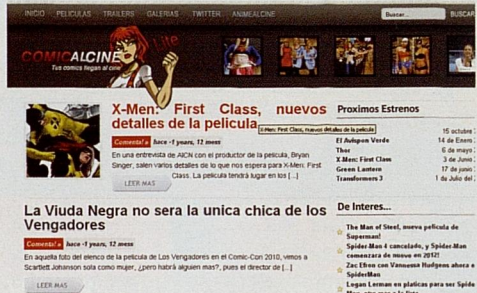 INICIO PELICULAS TRAILERS GALERIAS TWITTER ANIMEALCINE
Buscar... BUSCAR
COMICALCINE Lite
Tus comics llegan al cine
X-Men: First Class, nuevos
detalles de la pelicula
X-Men: First Class, nuevos detalles de la pelicula
Comenta! » hace -1 years, 12 mess
En una entrevista de AICN con el productor de la pelicula, Bryan
Singer, salen varios detalles de lo que nos espera para X-Men: First
Class. La pelicula tendrá lugar en los [...]
LEER MAS
La Viuda Negra no sera la unica chica de los
Vengadores
Comenta! » hace -1 years, 12 mess
En aquella foto del elenco de la pelicula de Los Vengadores en el Comic-Con 2010, vimos a
Scarlett Johanson sola como mujer, ¿pero habrá alguien mas?, pues el director de [...]
LEER MAS
Proximos Estrenos
15 octubre
El Avispon Verde 14 de Enero
Thor 6 de mayo
X-Men: First Class 3 de Junio
Green Lantern 17 de junio
Transformers 3 1 de Julio del
De Interes...
The Man of Steel, nueva pelicula de
Superman!
Spider-Man 4 cancelado, y Spider-Man
comenzara de nuevo en 2012!
Zac Efron con Vanessa Hudgens ahora e
SpiderMan
Logan Lerman en platicas para ser Spide